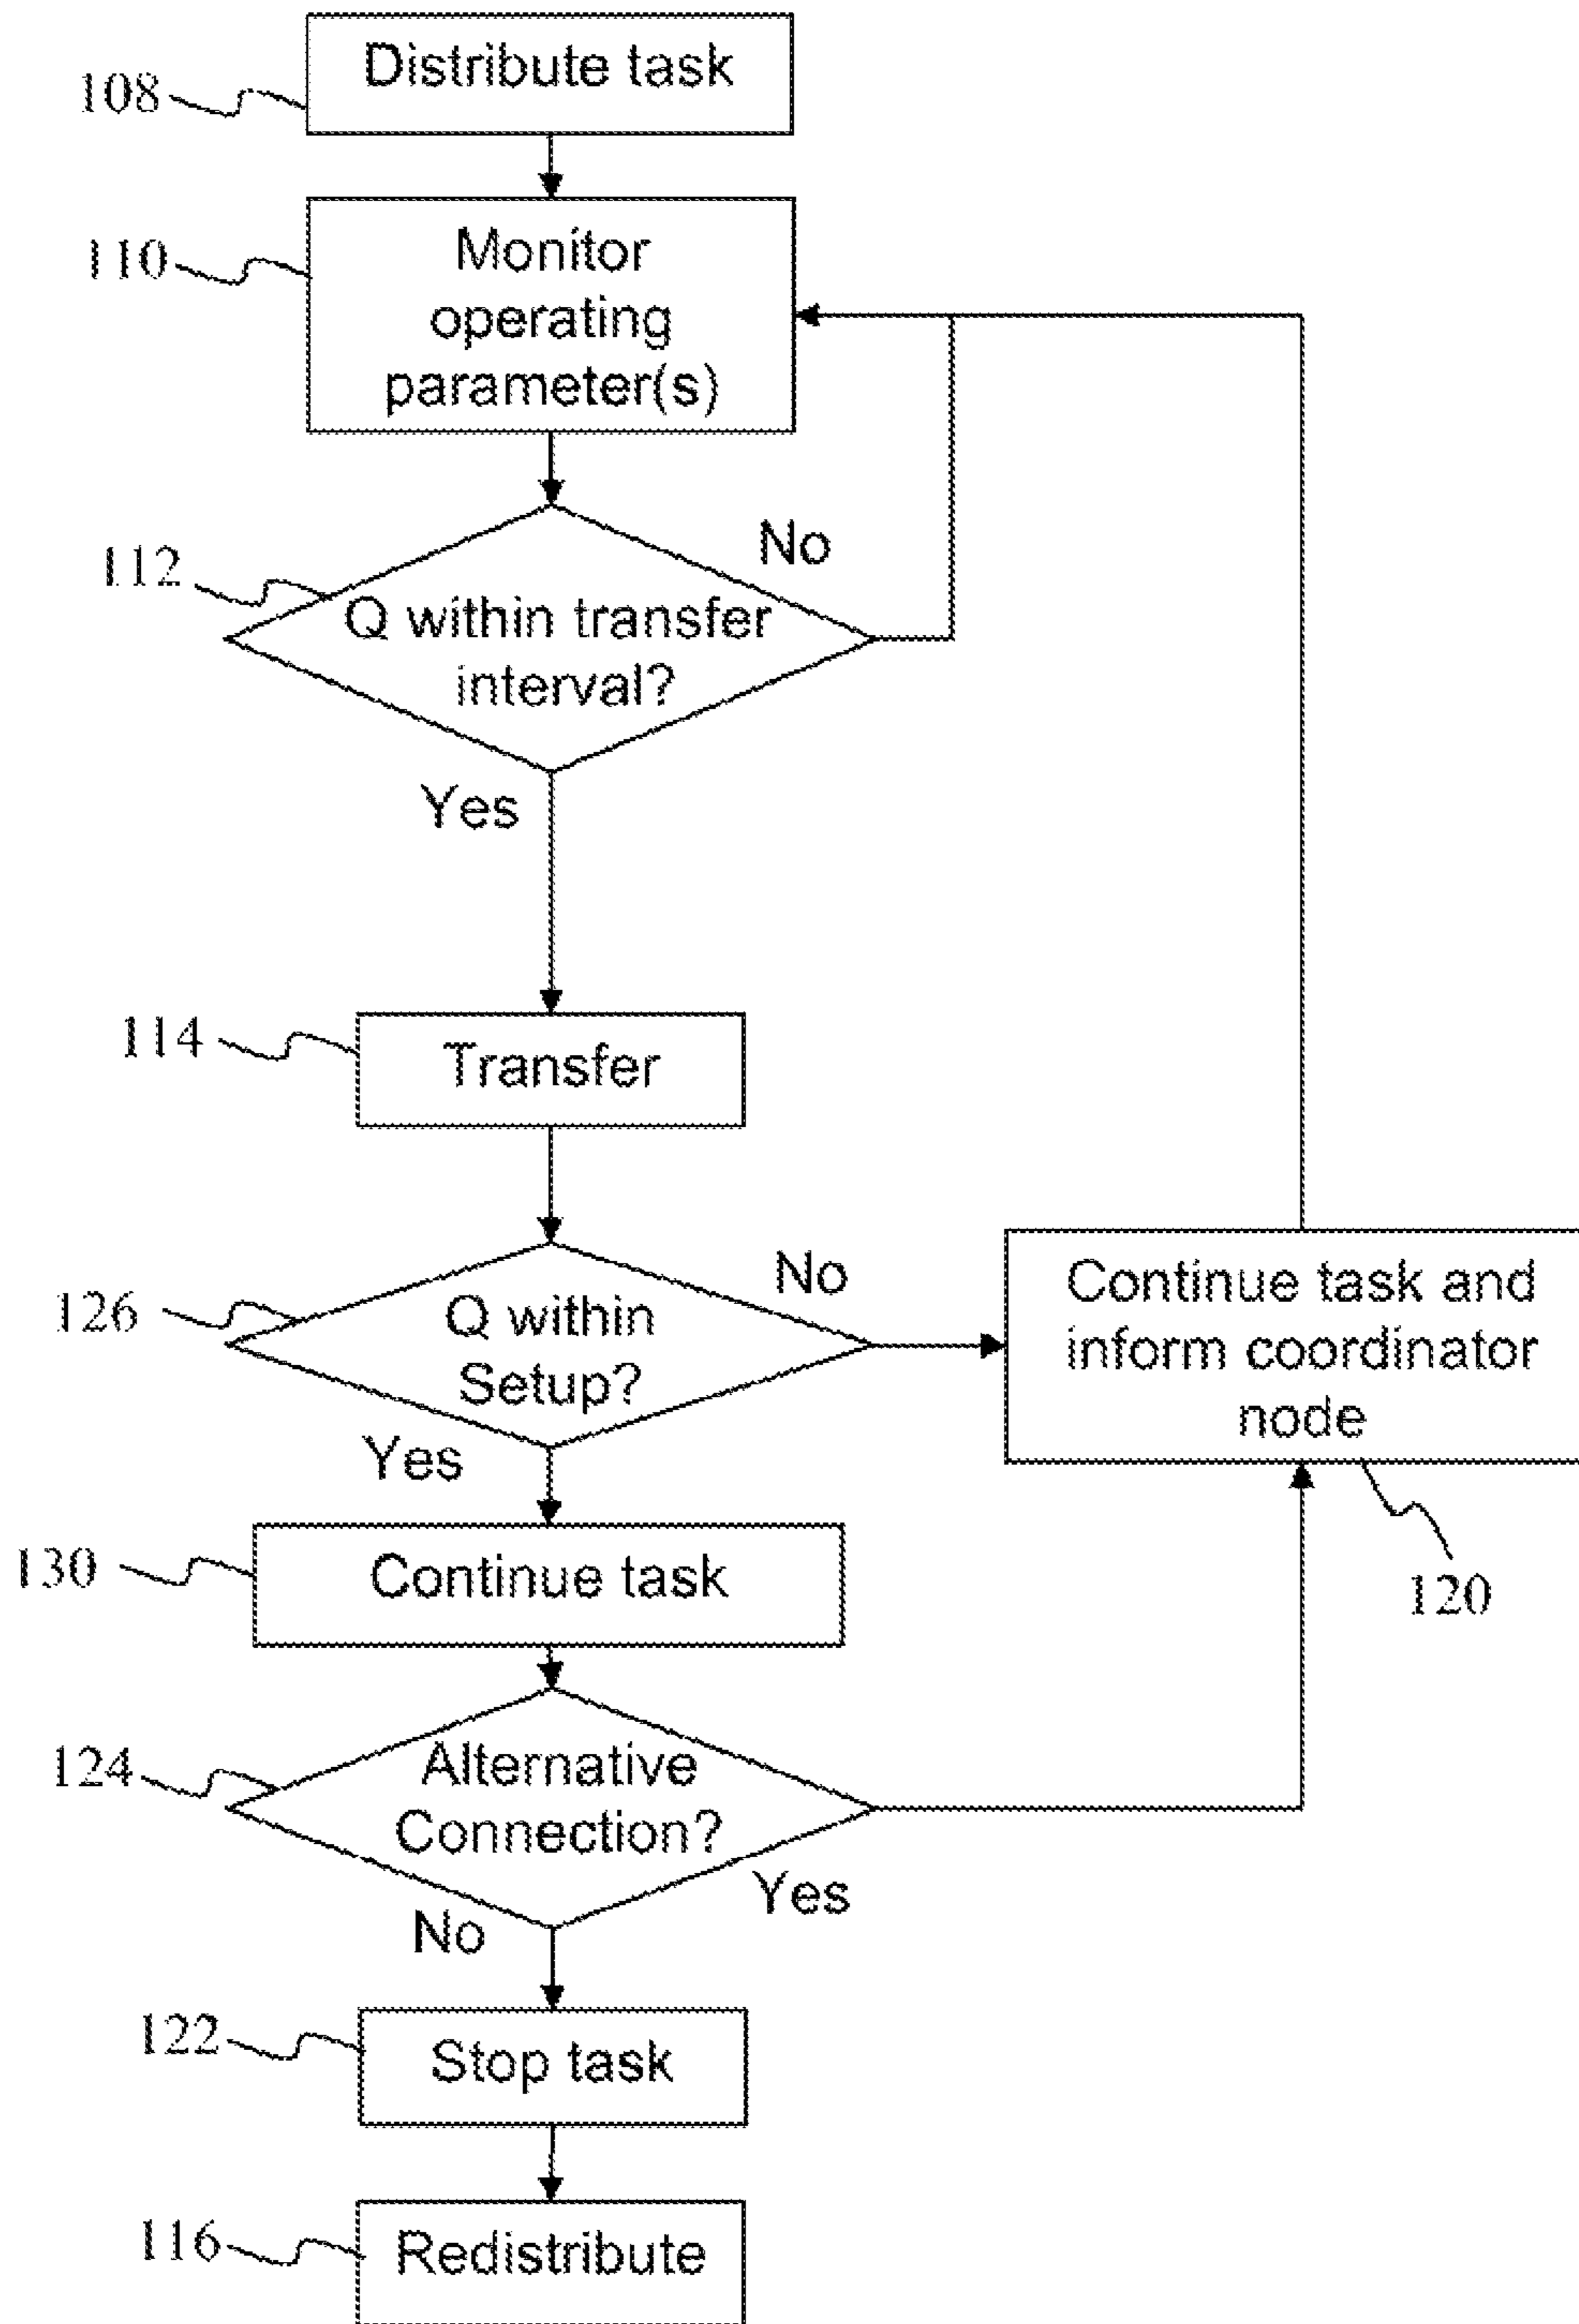 Distribute task
108
Monitor
operating
parameter(s)
110
No
112
Q within transfer
interval?
Yes
114
Transfer
No
126
Q within
Setup?
Continue task and
inform coordinator
node
Yes
130
Continue task
120
124
Alternative
Connection?
Yes
No
122
Stop task
116
Redistribute